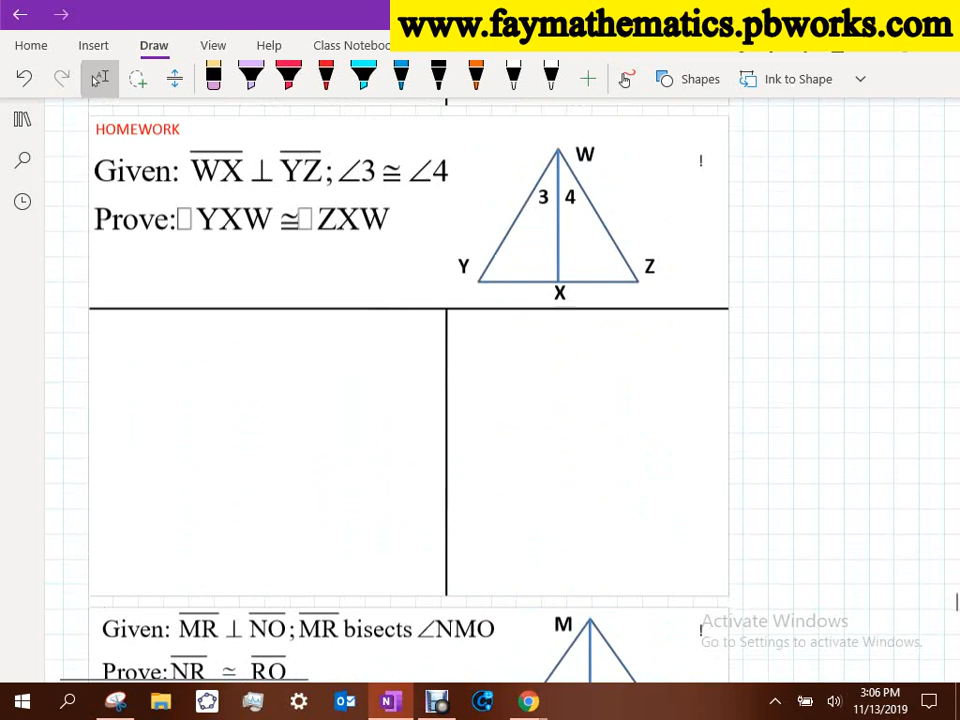 www.faymathematics.pbworks.com
Home Insert Draw View Help Class Notebo
Shapes Ink to Shape
HOMEWORK
Given: WX ⊥ YZ; ∠3 ≅ ∠4
Prove:□YXW ≅□ZXW
W
!
3 4
Y
Z
X
Given: MR ⊥ NO; MR bisects ∠NMO
M
!
Prove: NR ≅ RO
Activate Windows
Go to Settings to activate Windows.
3:06 PM
11/13/2019